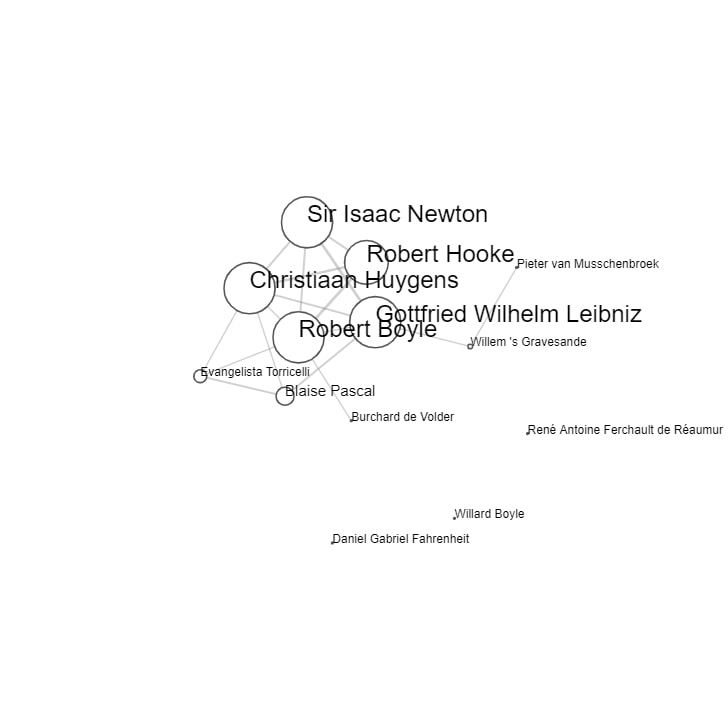 Sir Isaac Newton
Robert Hooke
Pieter van Musschenbroek
Christiaan Huygens
Gottfried Wilhelm Leibniz
Robert Boyle
Willem 's Gravesande
Evangelista Torricelli
Blaise Pascal
Burchard de Volder
René Antoine Ferchault de Réaumur
Willard Boyle
Daniel Gabriel Fahrenheit